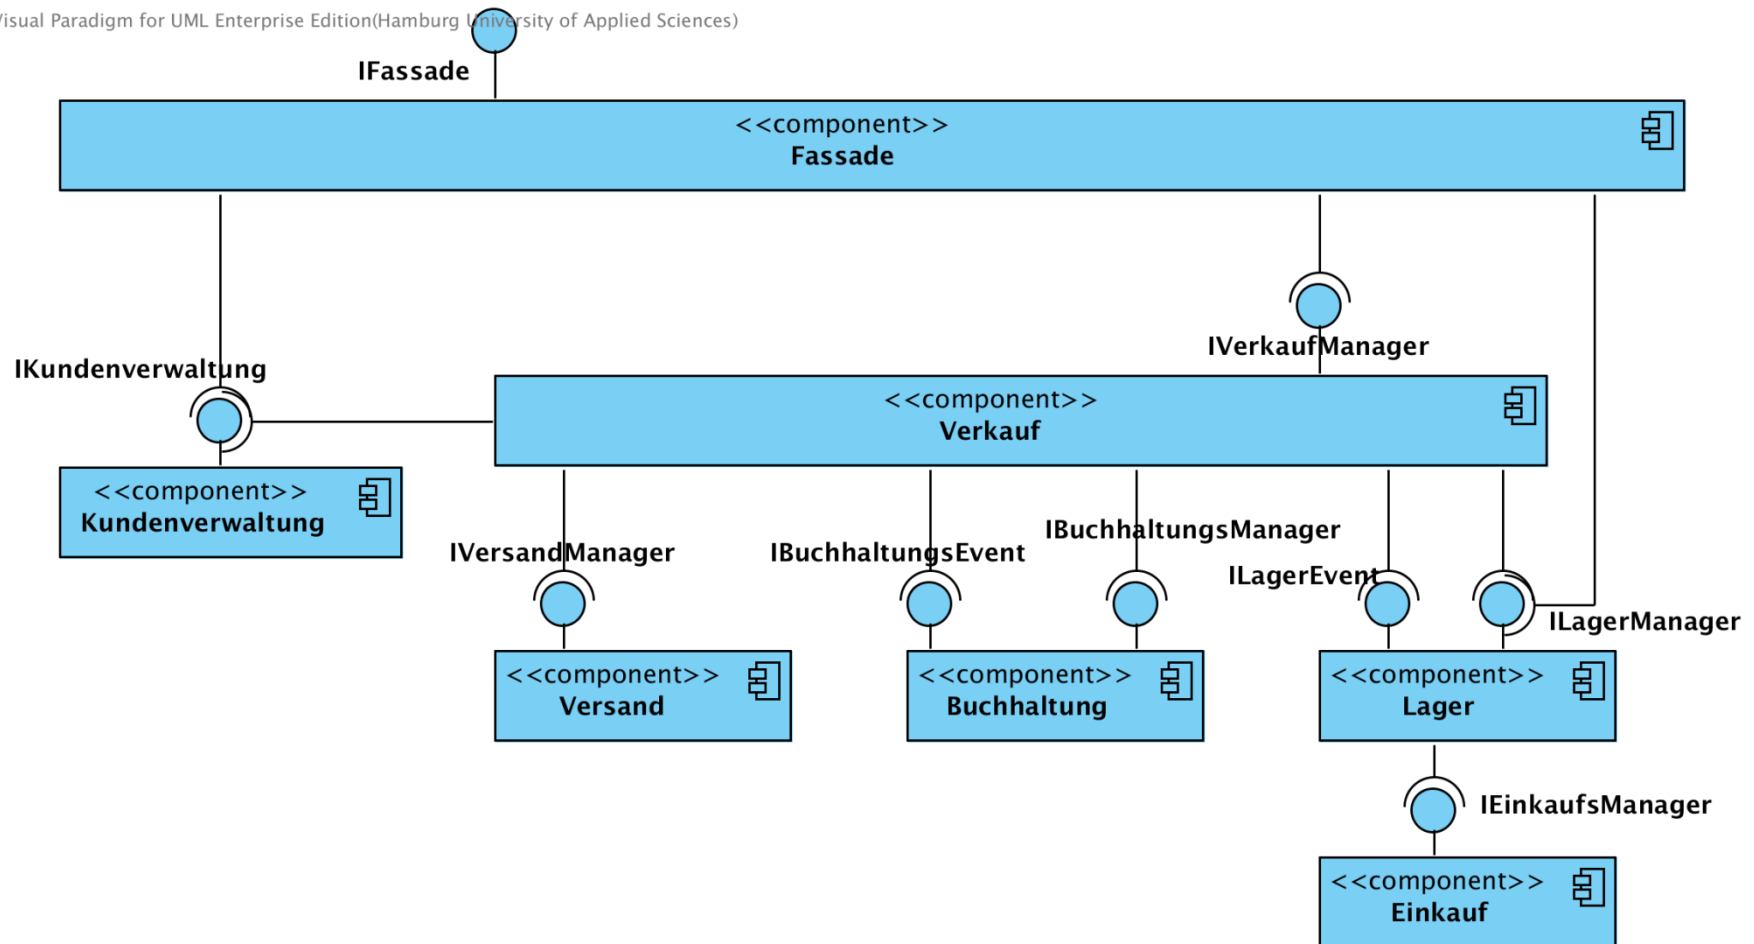 Visual Paradigm for UML Enterprise Edition(Hamburg University of Applied Sciences)
IFassade
<<component>>
Fassade
IVerkaufManager
IKundenverwaltung
<<component>>
Verkauf
<<component>>
Kundenverwaltung
IVersandManager
IBuchhaltungsEvent
IBuchhaltungsManager
ILagerEvent
ILagerManager
<<component>>
Versand
<<component>>
Buchhaltung
<<component>>
Lager
IEinkaufsManager
<<component>>
Einkauf